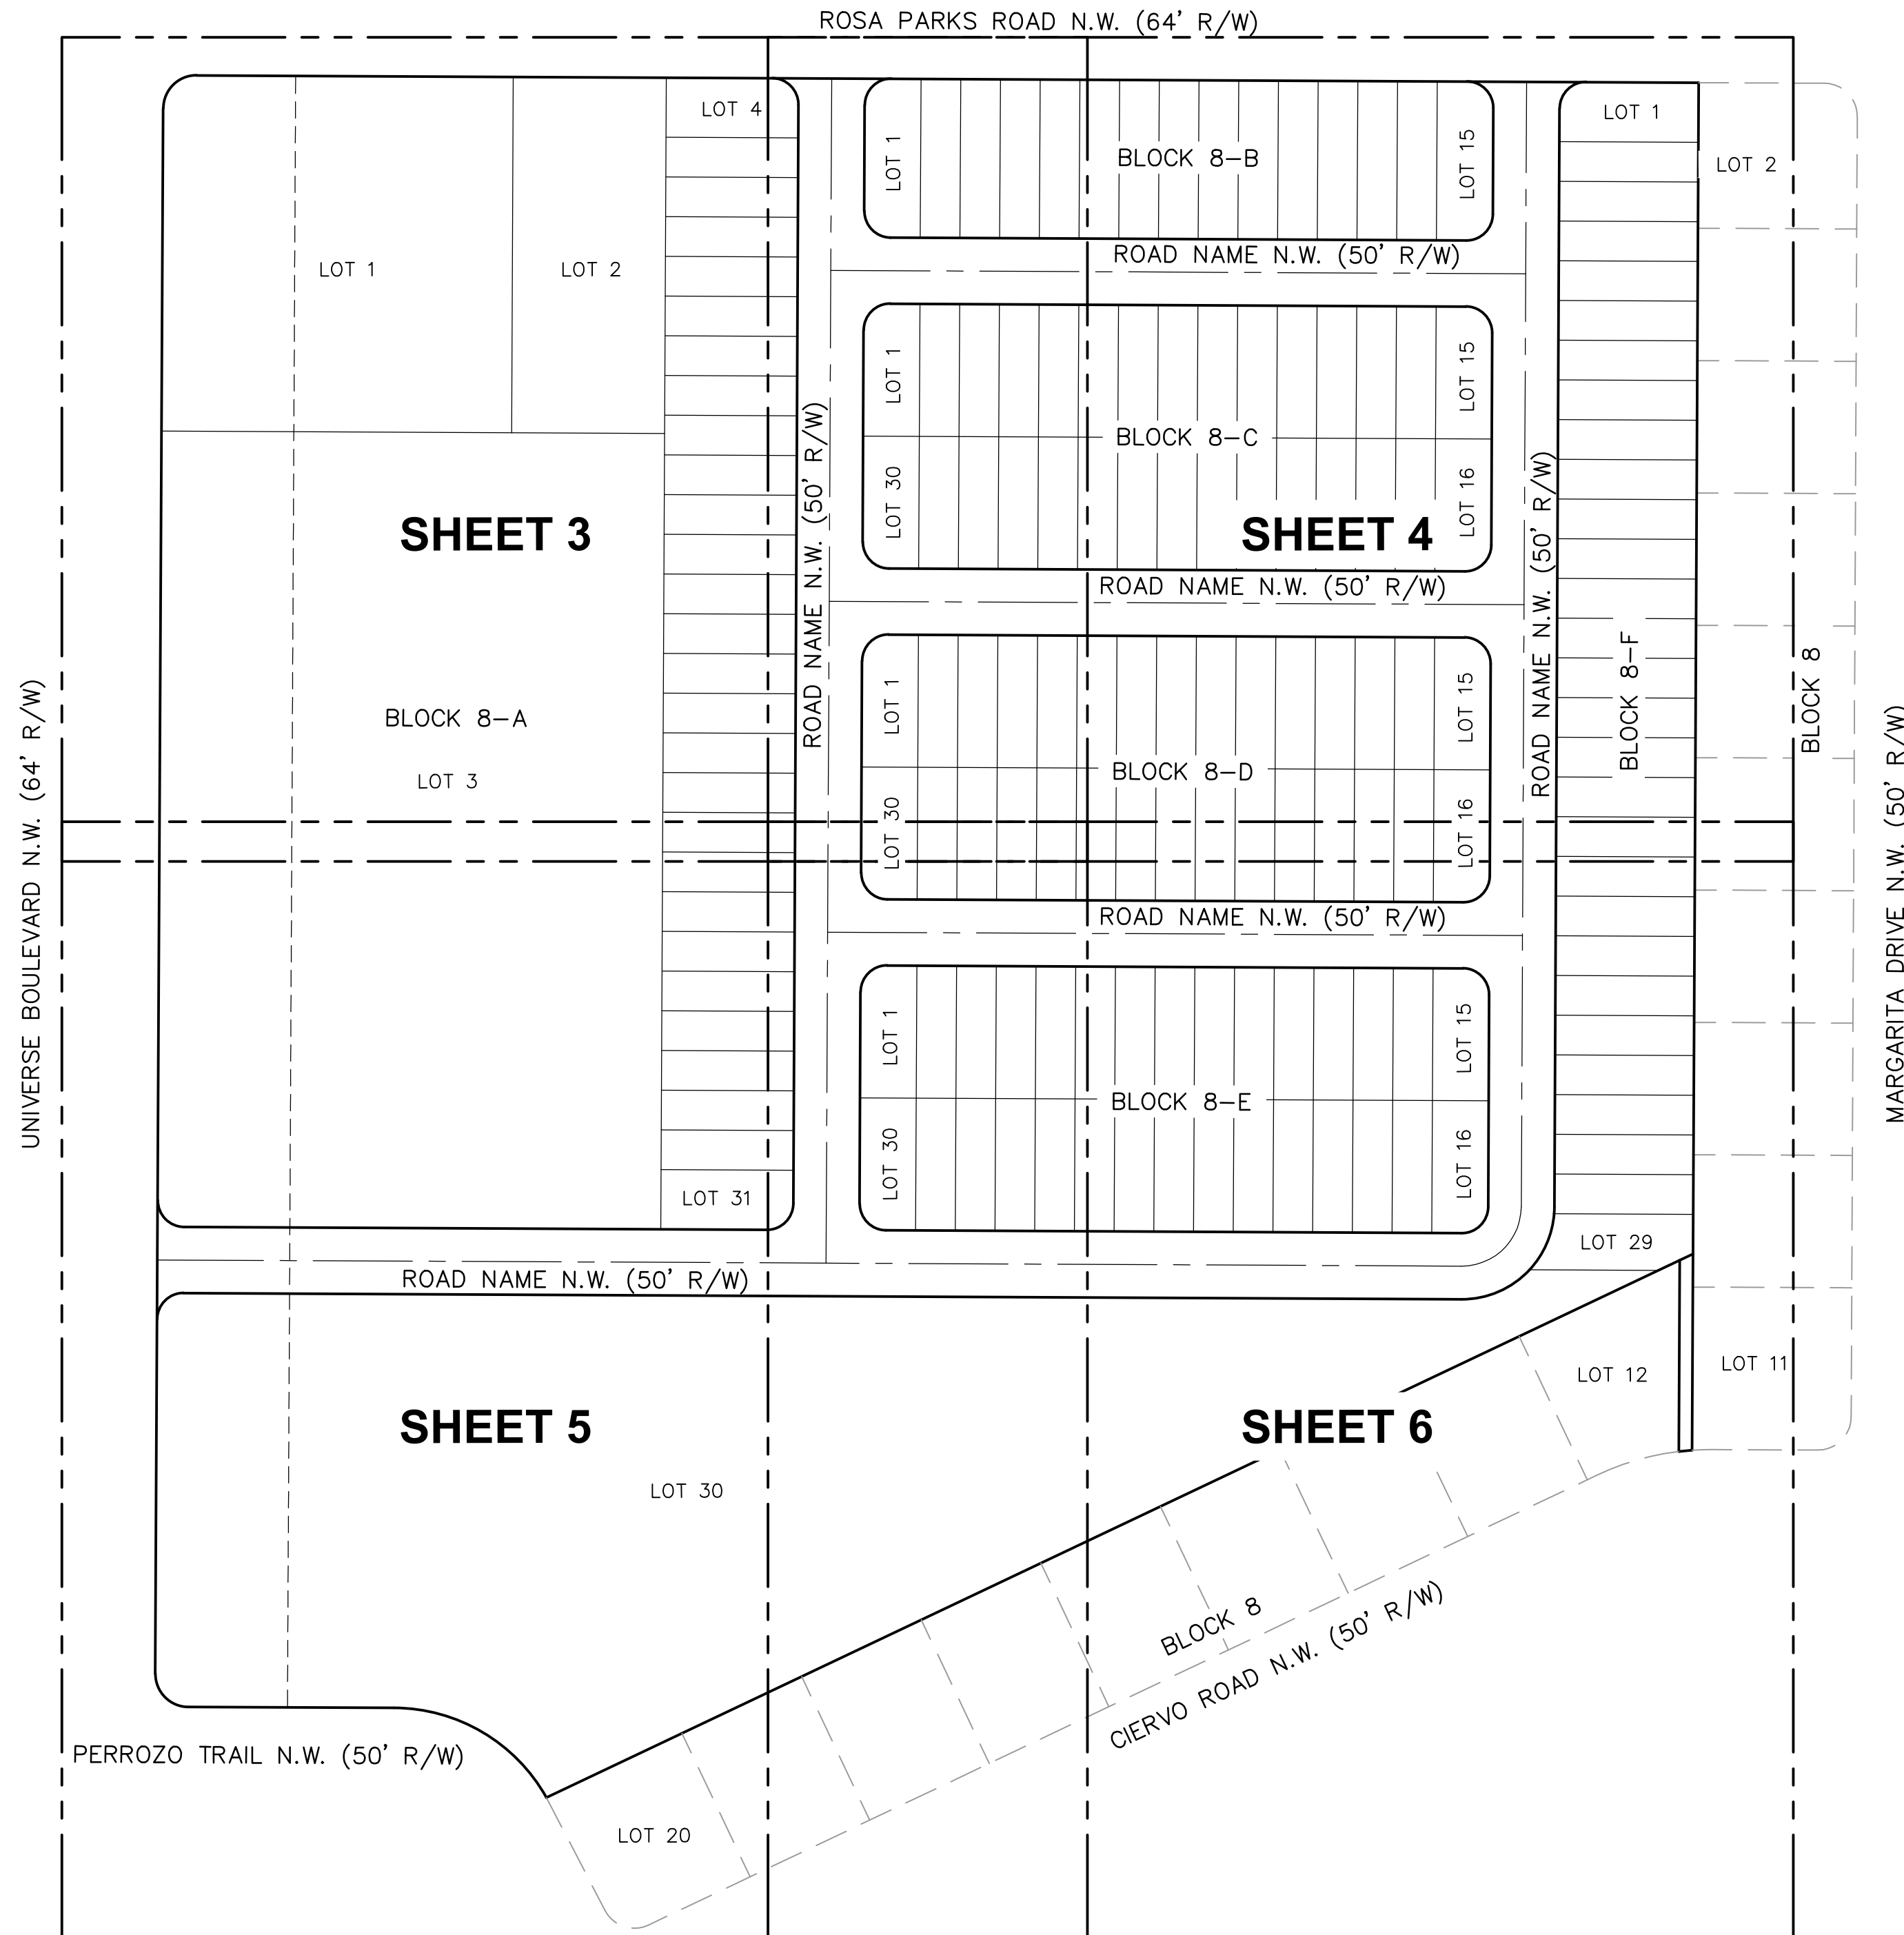 ROSA PARKS ROAD N.W. (64' R/W)
LOT 4
LOT 1
LOT 15
BLOCK 8-B
LOT 1
LOT 2
LOT 1
LOT 2
ROAD NAME N.W. (50' R/W)
LOT 1
LOT 15
BLOCK 8-C
LOT 30
LOT 16
SHEET 3
SHEET 4
ROAD NAME N.W. (50' R/W)
ROAD NAME N.W. (50' R/W)
ROAD NAME N.W. (50' R/W)
BLOCK 8-F
BLOCK 8
UNIVERSE BOULEVARD N.W. (64' R/W)
MARGARITA DRIVE N.W. (50' R/W)
BLOCK 8-A
LOT 3
LOT 1
LOT 15
BLOCK 8-D
LOT 30
LOT 16
ROAD NAME N.W. (50' R/W)
LOT 1
LOT 15
BLOCK 8-E
LOT 30
LOT 16
LOT 31
LOT 29
ROAD NAME N.W. (50' R/W)
LOT 12
LOT 11
SHEET 5
SHEET 6
LOT 30
BLOCK 8
CIERVO ROAD N.W. (50' R/W)
PERROZO TRAIL N.W. (50' R/W)
LOT 20